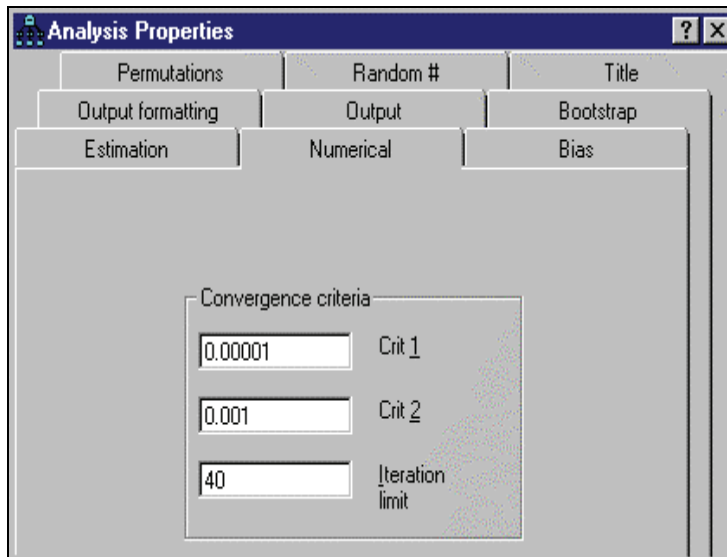 Analysis Properties
Permutations
Random #
Title
Output formatting
Output
Bootstrap
Estimation
Numerical
Bias
Convergence criteria
0.00001
Crit 1
0.001
Crit 2
40
Iteration
limit